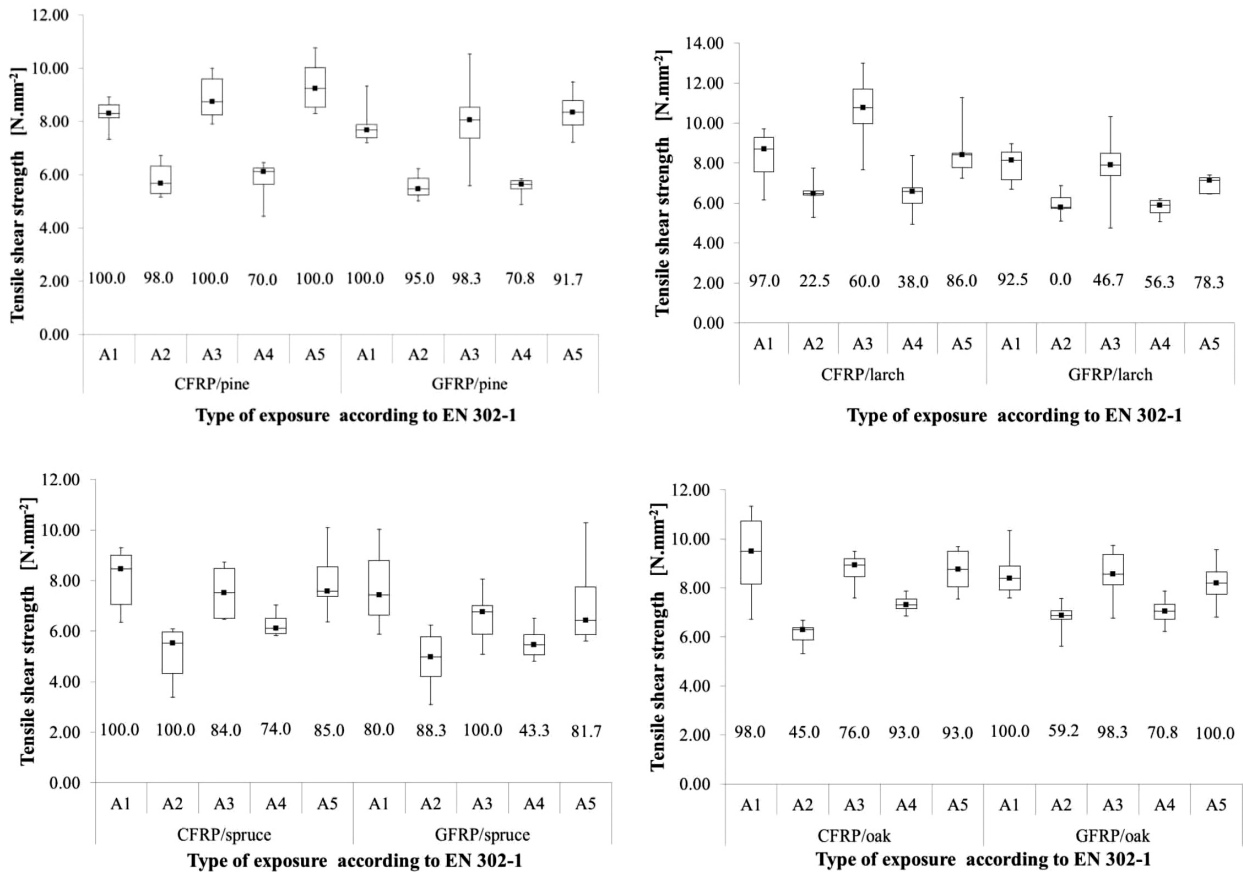 Tensile shear strength [N.mm-2]
12.00
10.00
8.00
6.00
4.00
2.00
0.00
100.0 98.0 100.0 70.0 100.0 100.0 95.0 98.3 70.8 91.7
A1 A2 A3 A4 A5 A1 A2 A3 A4 A5
CFRP/pine GFRP/pine
Type of exposure according to EN 302-1
Tensile shear strength [N.mm-2]
14.00
12.00
10.00
8.00
6.00
4.00
2.00
0.00
97.0 22.5 60.0 38.0 86.0 92.5 0.0 46.7 56.3 78.3
A1 A2 A3 A4 A5 A1 A2 A3 A4 A5
CFRP/larch GFRP/larch
Type of exposure according to EN 302-1
Tensile shear strength [N.mm-2]
12.00
10.00
8.00
6.00
4.00
2.00
0.00
100.0 100.0 84.0 74.0 85.0 80.0 88.3 100.0 43.3 81.7
A1 A2 A3 A4 A5 A1 A2 A3 A4 A5
CFRP/spruce GFRP/spruce
Type of exposure according to EN 302-1
Tensile shear strength [N.mm-2]
12.00
10.00
8.00
6.00
4.00
2.00
0.00
98.0 45.0 76.0 93.0 93.0 100.0 59.2 98.3 70.8 100.0
A1 A2 A3 A4 A5 A1 A2 A3 A4 A5
CFRP/oak GFRP/oak
Type of exposure according to EN 302-1